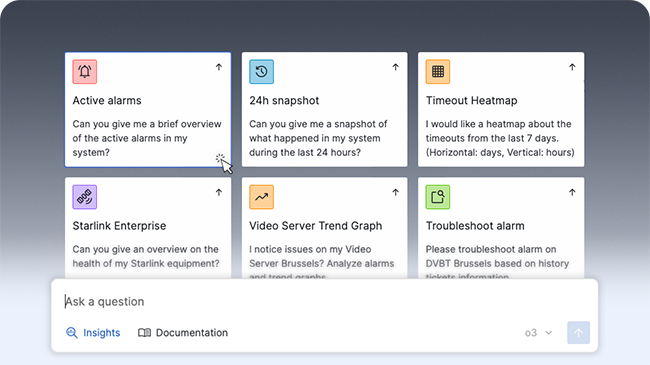 Active alarms
Can you give me a brief overview
of the active alarms in my
system?
24h snapshot
Can you give me a snapshot of
what happened in my system
during the last 24 hours?
Timeout Heatmap
I would like a heatmap about the
timeouts from the last 7 days.
(Horizontal: days, Vertical: hours)
Starlink Enterprise
Can you give an overview on the
health of my Starlink equipment?
Video Server Trend Graph
I notice issues on my Video
Server Brussels? Analyze alarms
and trend graphs.
Troubleshoot alarm
Please troubleshoot alarm on
DVBT Brussels based on history
tickets information.
Ask a question
Insights
Documentation
o3